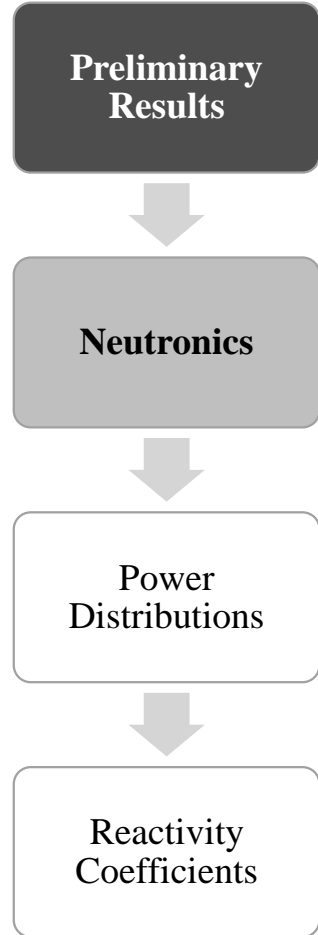 Preliminary
Results
Neutronics
Power
Distributions
Reactivity
Coefficients